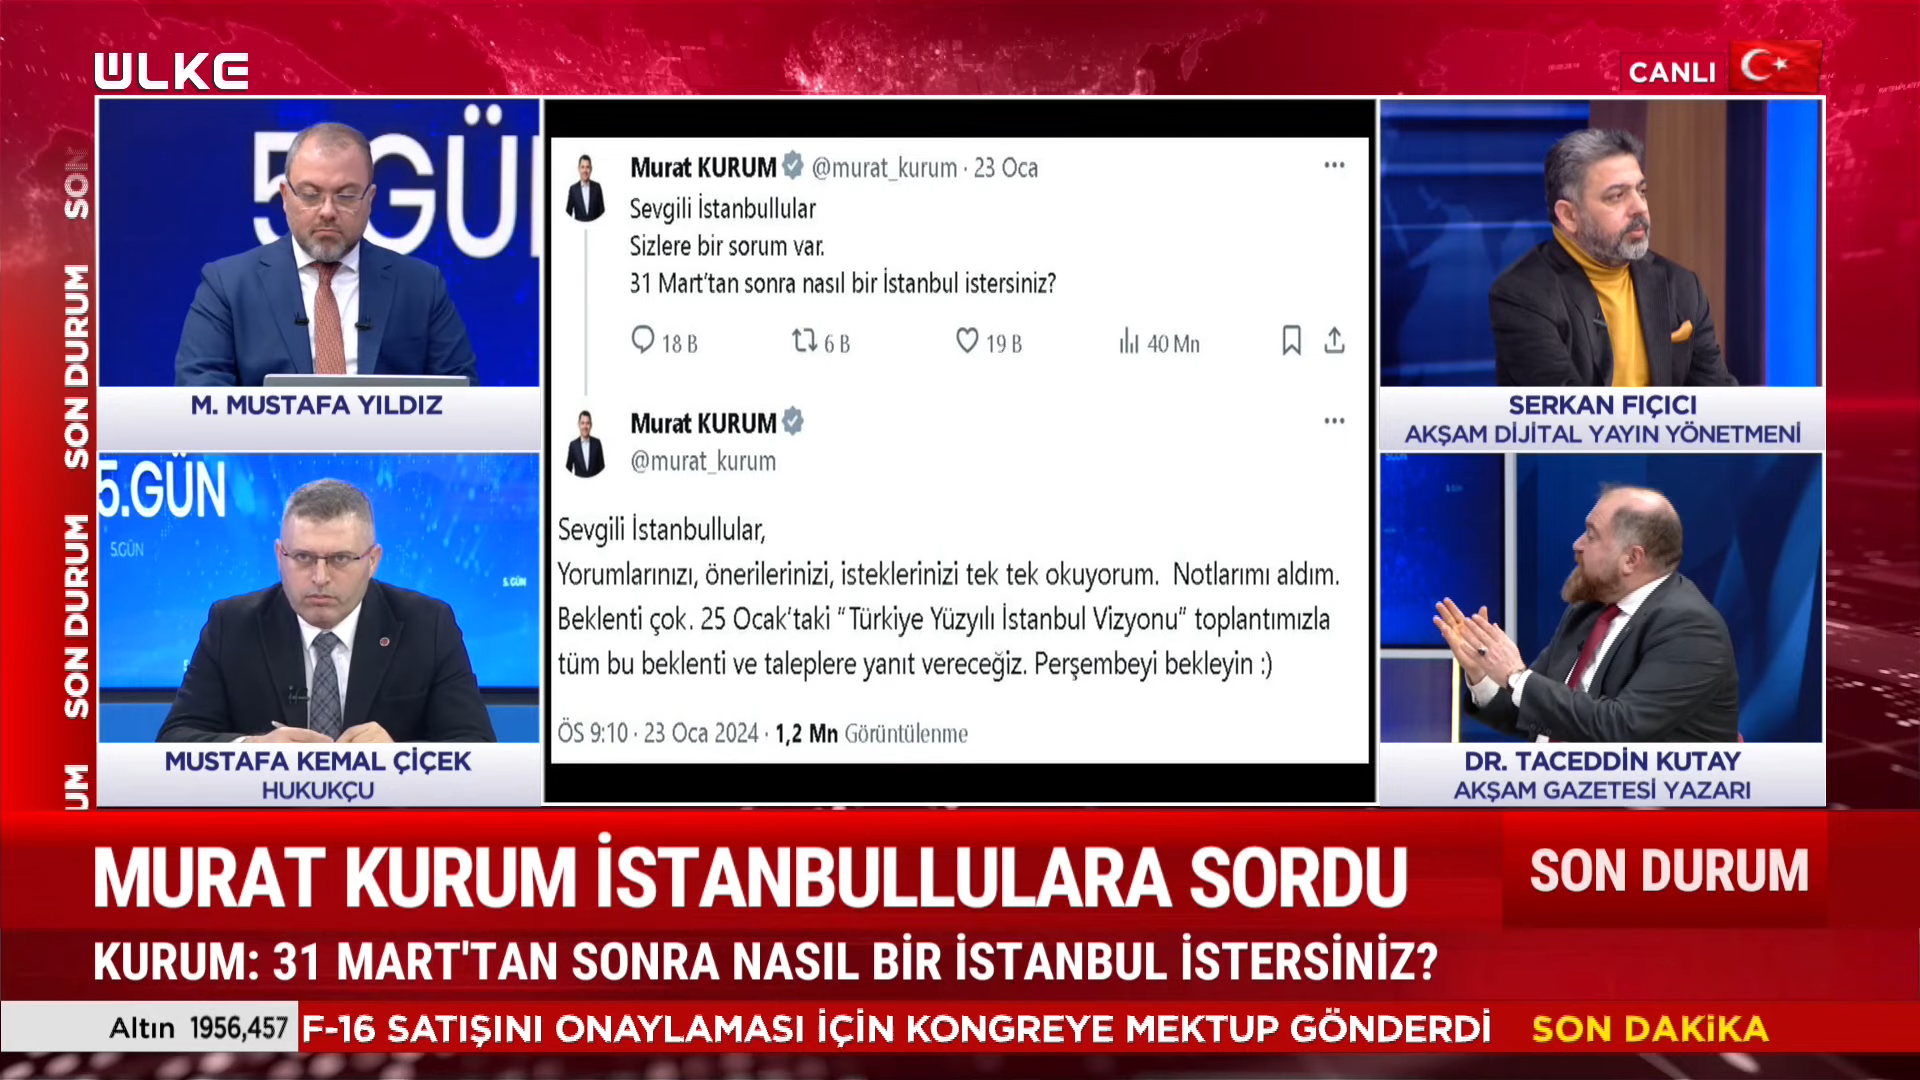 ÜLKE
CANLI
SON DURUM
SON DURUM
SON
UM
5.GÜ
M. MUSTAFA YILDIZ
5.GÜN
5.GÜN
5.GÜN
MUSTAFA KEMAL ÇİÇEK
HUKUKÇU
Murat KURUM @murat_kurum · 23 Oca
Sevgili İstanbullular
Sizlere bir sorum var.
31 Mart'tan sonra nasıl bir İstanbul istersiniz?
18 B 6 B 19 B 40 Mn
Murat KURUM
@murat_kurum
Sevgili İstanbullular,
Yorumlarınızı, önerilerinizi, isteklerinizi tek tek okuyorum. Notlarımı aldım.
Beklenti çok. 25 Ocak'taki "Türkiye Yüzyılı İstanbul Vizyonu" toplantımızla
tüm bu beklenti ve taleplere yanıt vereceğiz. Perşembeyi bekleyin :)
ÖS 9:10 · 23 Oca 2024 · 1,2 Mn Görüntülenme
SERKAN FIÇICI
AKŞAM DİJİTAL YAYIN YÖNETMENİ
DR. TACEDDİN KUTAY
AKŞAM GAZETESİ YAZARI
MURAT KURUM İSTANBULLULARA SORDU
SON DURUM
KURUM: 31 MART'TAN SONRA NASIL BİR İSTANBUL İSTERSİNİZ?
Altın 1956,457 F-16 SATIŞINI ONAYLAMASI İÇİN KONGREYE MEKTUP GÖNDERDİ SON DAKİKA